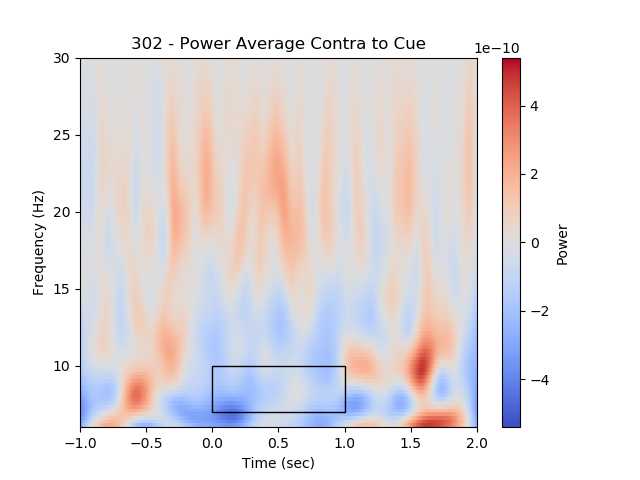 302 - Power Average Contra to Cue
1e−10
30
25
20
15
10
Frequency (Hz)
−1.0 −0.5 0.0 0.5 1.0 1.5 2.0
Time (sec)
4
2
0
−2
−4
Power